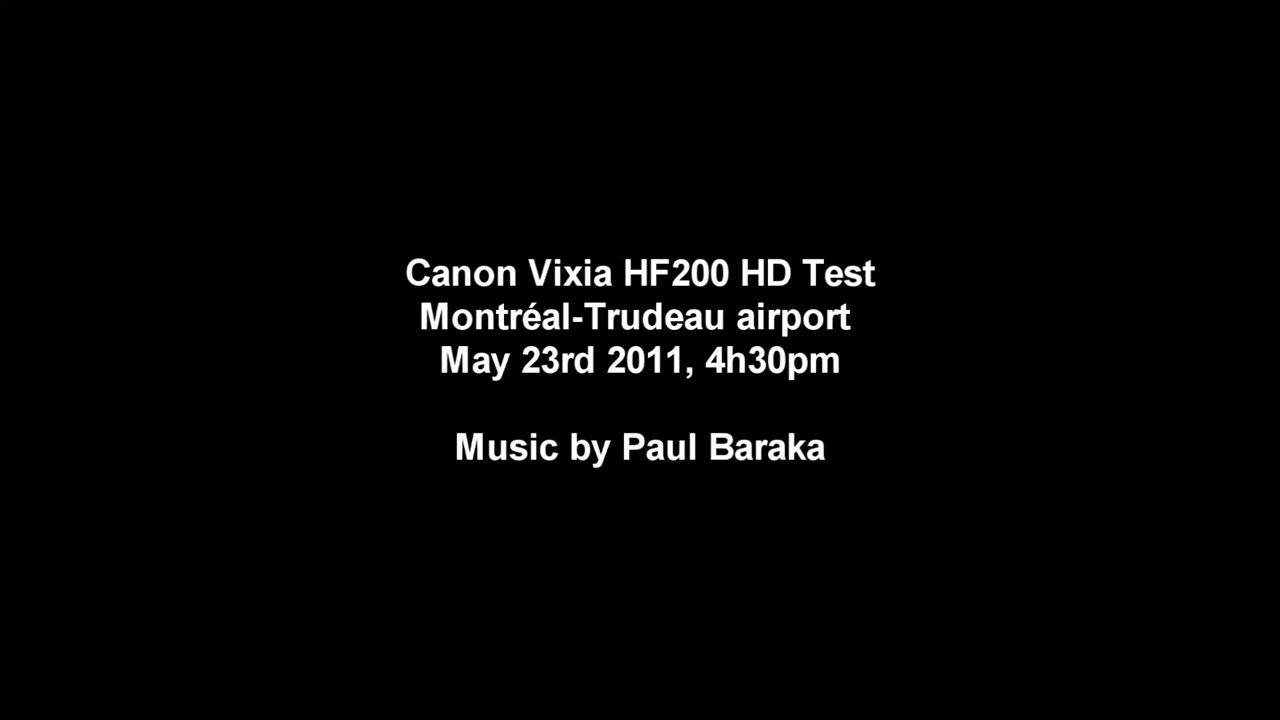 Canon Vixia HF200 HD Test
Montréal-Trudeau airport
May 23rd 2011, 4h30pm
Music by Paul Baraka